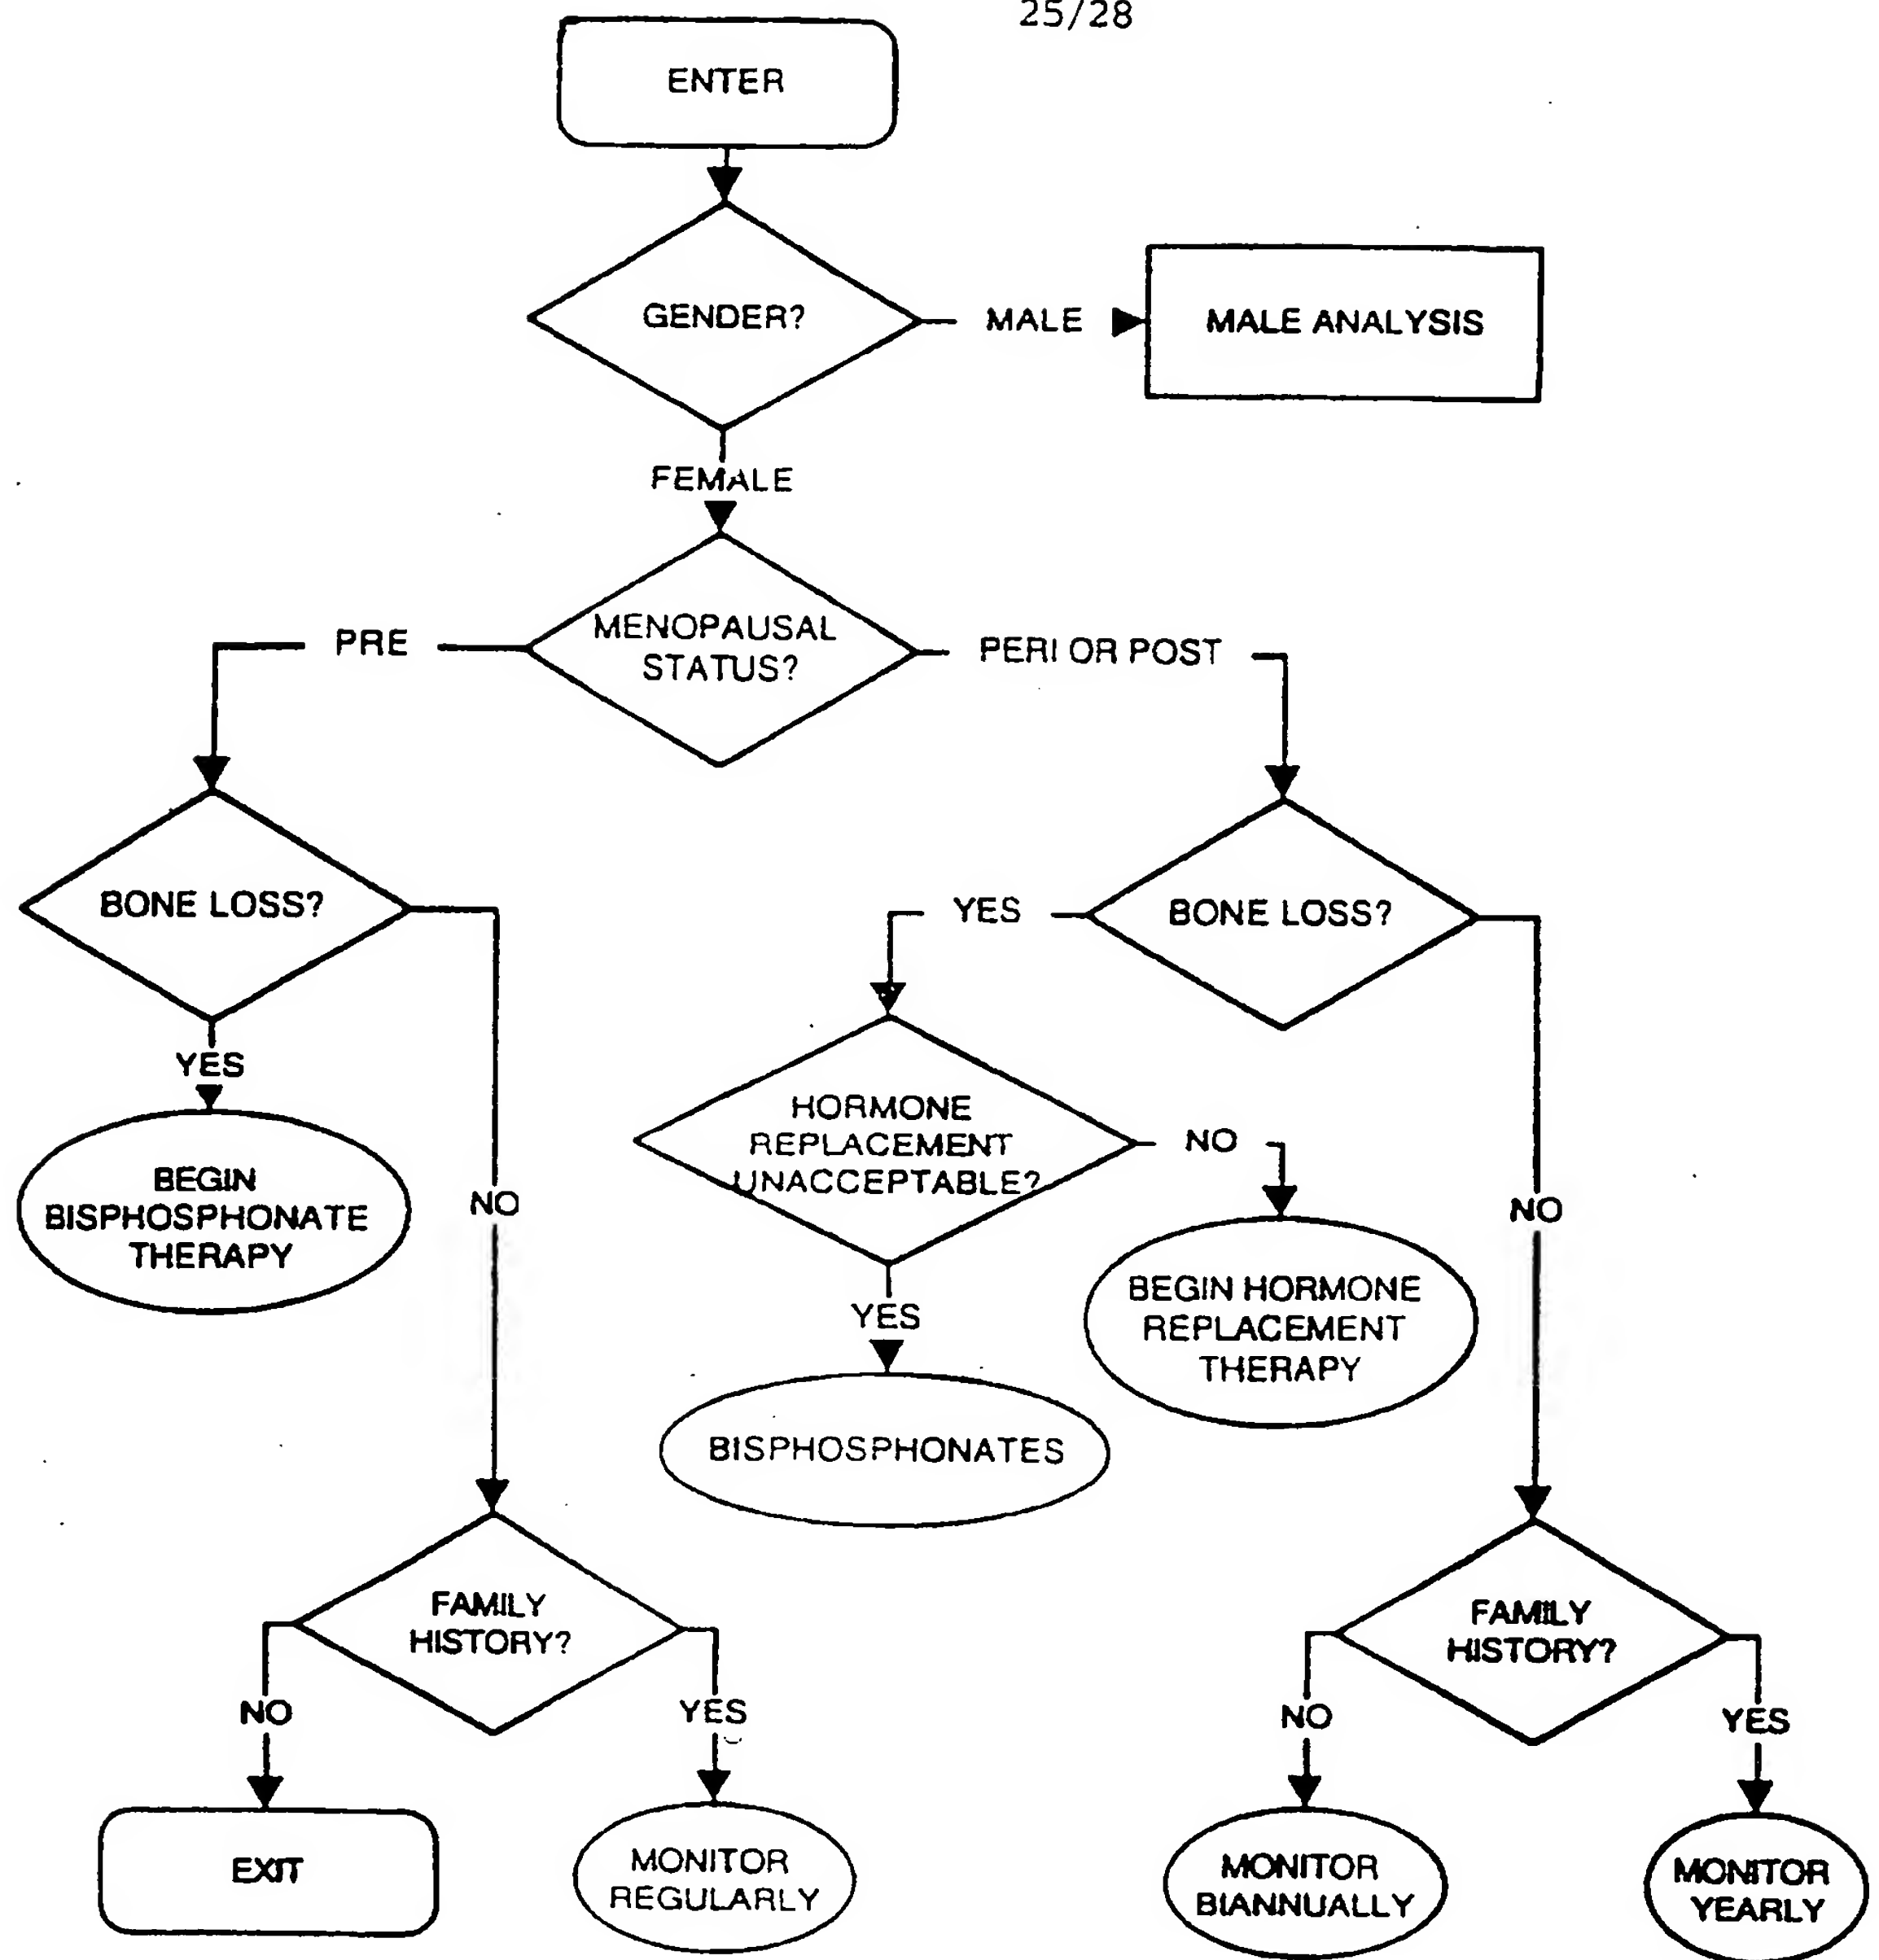 25/28
ENTER
GENDER?
MALE
MALE ANALYSIS
FEMALE
MENOPAUSAL
STATUS?
PRE
PERI OR POST
BONE LOSS?
YES
BONE LOSS?
YES
HORMONE
REPLACEMENT
UNACCEPTABLE?
NO
BEGIN
BISPHOSPHONATE
THERAPY
NO
NO
BEGIN HORMONE
REPLACEMENT
THERAPY
YES
BISPHOSPHONATES
FAMILY
HISTORY?
FAMILY
HISTORY?
NO
YES
NO
YES
EXIT
MONITOR
REGULARLY
MONITOR
BIANNUALLY
MONITOR
YEARLY